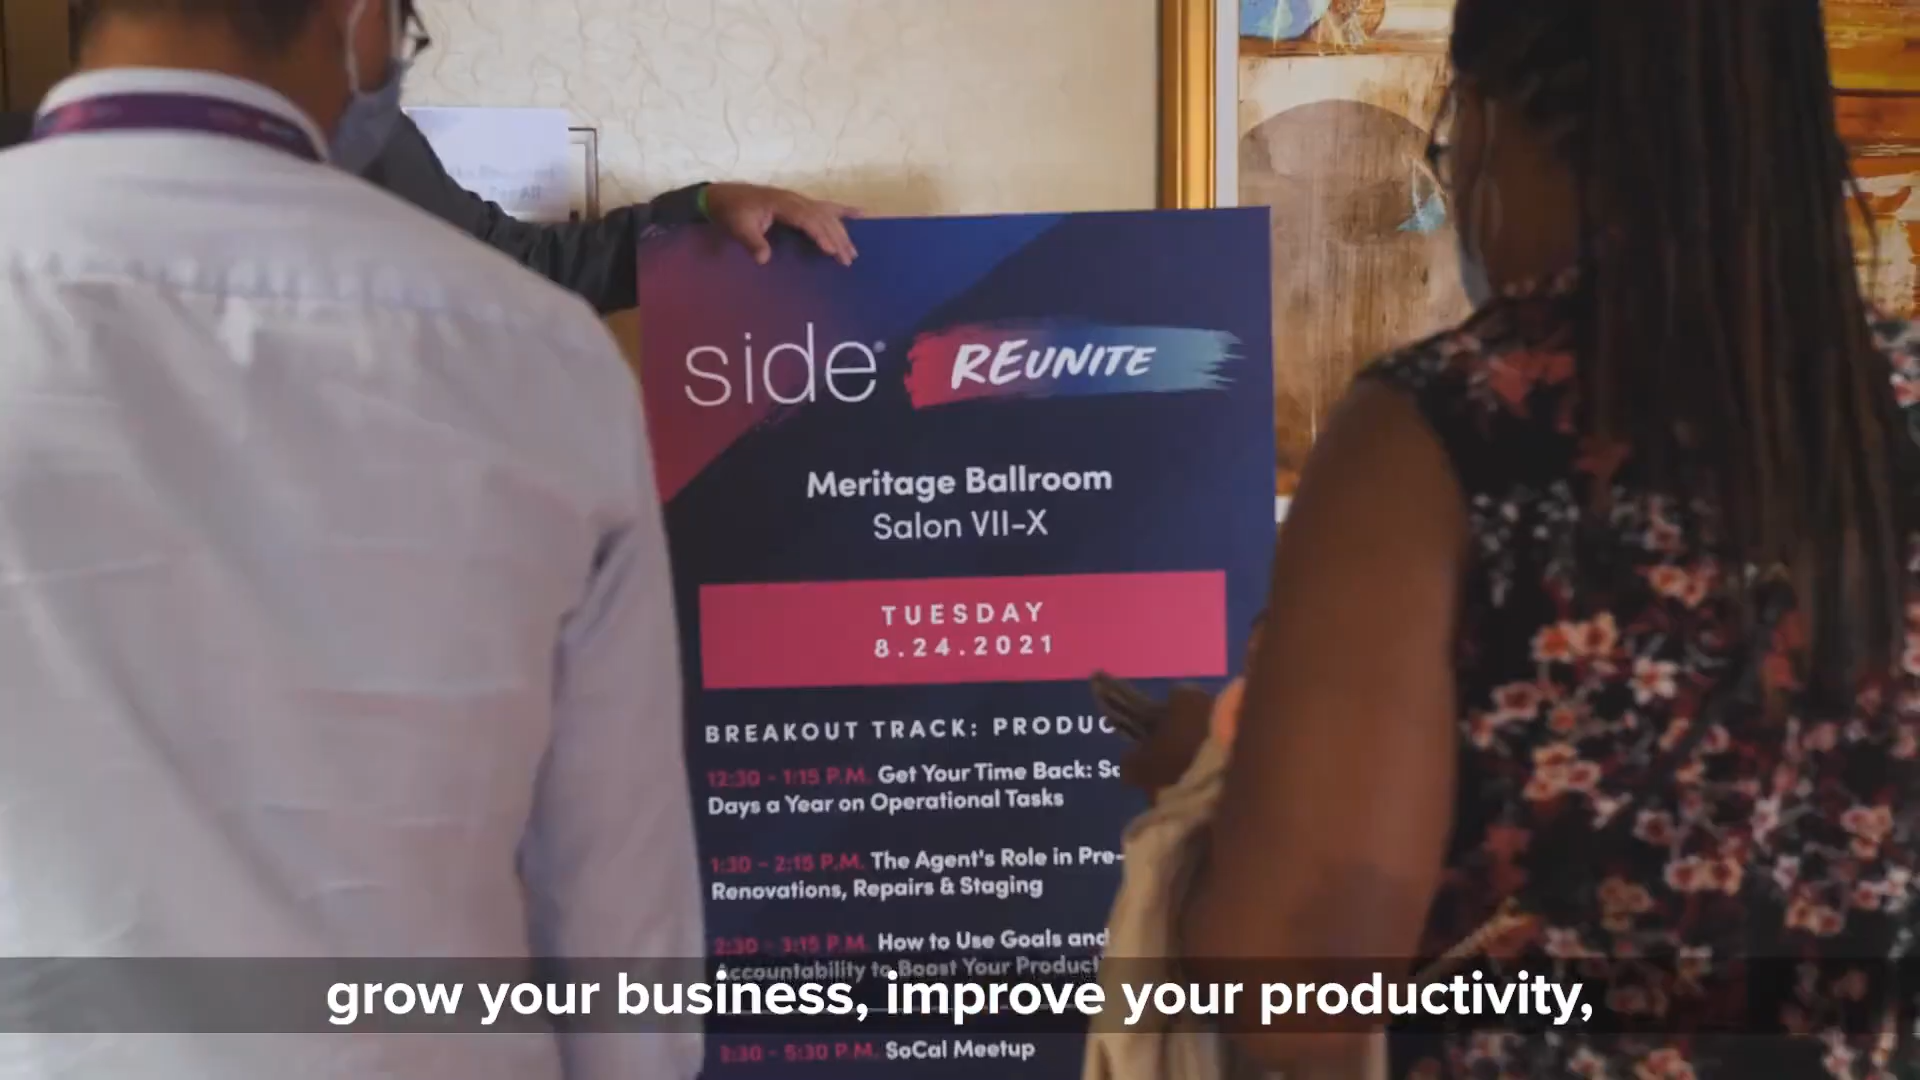 side REUNITE
Meritage Ballroom
Salon VII-X
TUESDAY
8.24.2021
BREAKOUT TRACK: PRODUC
12:30 - 1:15 P.M. Get Your Time Back:
Days a Year on Operational Tasks
1:30 - 2:15 P.M. The Agent's Role in Pre-
Renovations, Repairs & Staging
2:30 - 3:15 P.M. How to Use Goals and
Accountability to Boost Your Producti
grow your business, improve your productivity,
3:30 - 5:30 P.M. SoCal Meetup